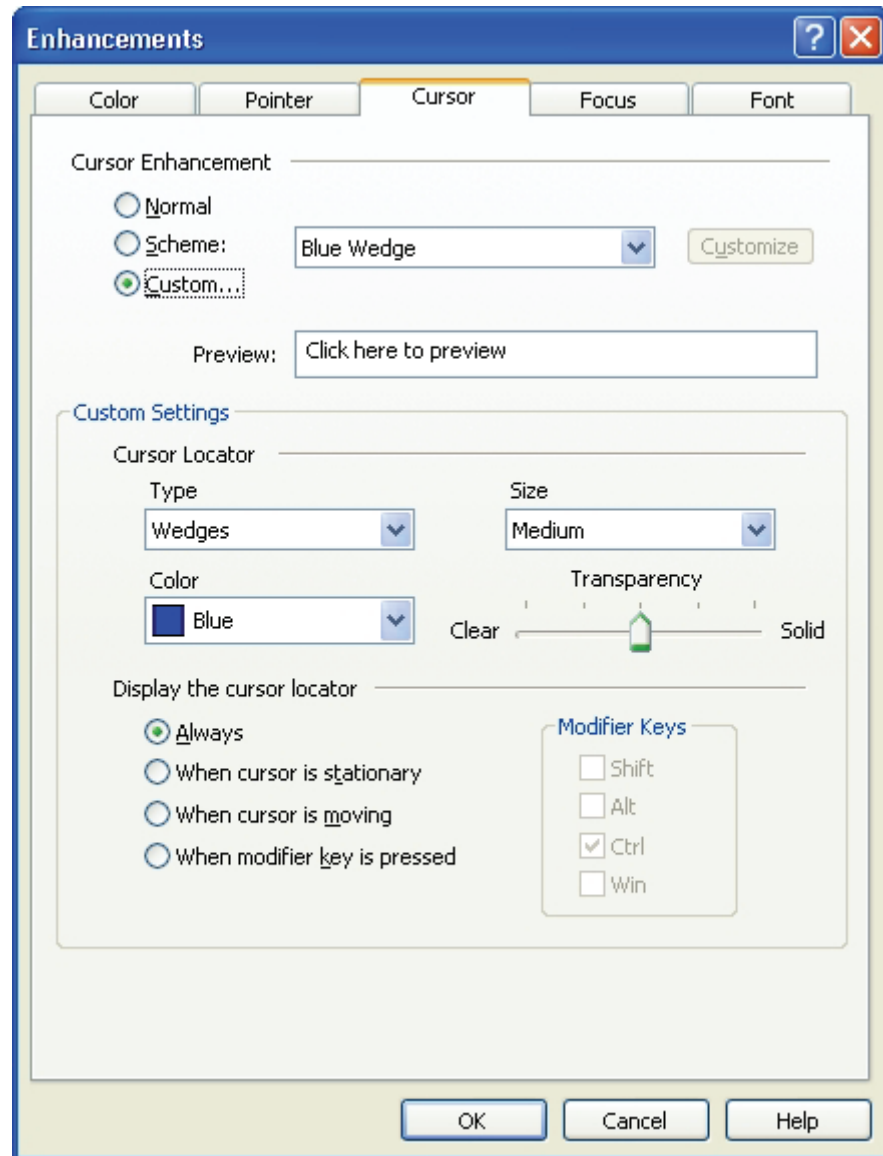 Enhancements
Color Pointer Cursor Focus Font
Cursor Enhancement
Normal
Scheme: Blue Wedge Customize
Custom...
Preview: Click here to preview
Custom Settings
Cursor Locator
Type Size
Wedges Medium
Color Transparency
Blue Clear Solid
Display the cursor locator
Always Modifier Keys
When cursor is stationary Shift
When cursor is moving Alt
When modifier key is pressed Ctrl
Win
OK Cancel Help